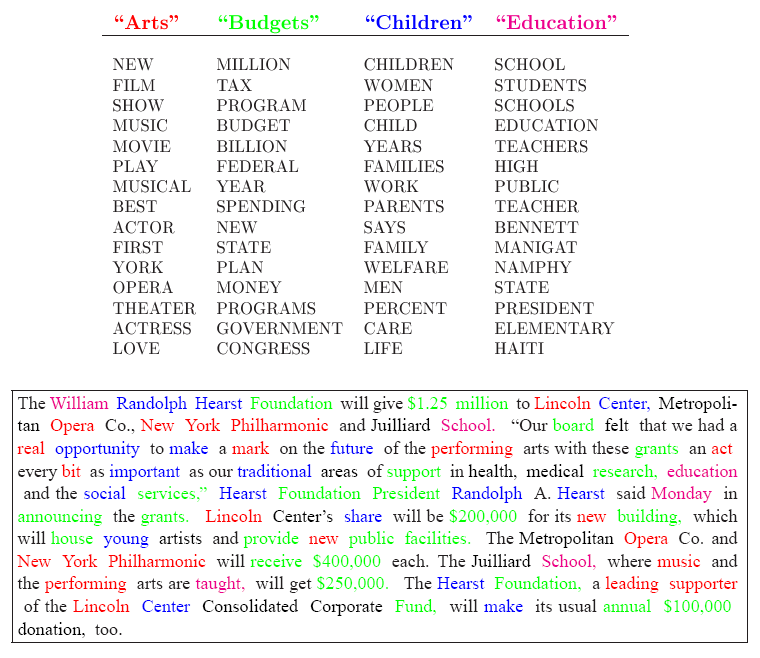 “Arts” “Budgets” “Children” “Education”
NEW MILLION CHILDREN SCHOOL
FILM TAX WOMEN STUDENTS
SHOW PROGRAM PEOPLE SCHOOLS
MUSIC BUDGET CHILD EDUCATION
MOVIE BILLION YEARS TEACHERS
PLAY FEDERAL FAMILIES HIGH
MUSICAL YEAR WORK PUBLIC
BEST SPENDING PARENTS TEACHER
ACTOR NEW SAYS BENNETT
FIRST STATE FAMILY MANIGAT
YORK PLAN WELFARE NAMPHY
OPERA MONEY MEN STATE
THEATER PROGRAMS PERCENT PRESIDENT
ACTRESS GOVERNMENT CARE ELEMENTARY
LOVE CONGRESS LIFE HAITI
The William Randolph Hearst Foundation will give $1.25 million to Lincoln Center, Metropoli-
tan Opera Co., New York Philharmonic and Juilliard School. “Our board felt that we had a
real opportunity to make a mark on the future of the performing arts with these grants an act
every bit as important as our traditional areas of support in health, medical research, education
and the social services,” Hearst Foundation President Randolph A. Hearst said Monday in
announcing the grants. Lincoln Center’s share will be $200,000 for its new building, which
will house young artists and provide new public facilities. The Metropolitan Opera Co. and
New York Philharmonic will receive $400,000 each. The Juilliard School, where music and
the performing arts are taught, will get $250,000. The Hearst Foundation, a leading supporter
of the Lincoln Center Consolidated Corporate Fund, will make its usual annual $100,000
donation, too.